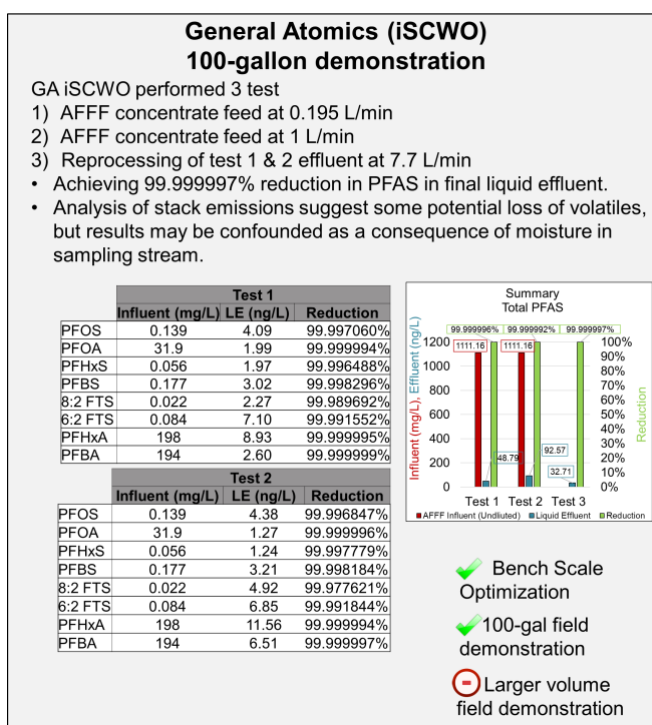 General Atomics (iSCWO)
100-gallon demonstration
GA iSCWO performed 3 test
1) AFFF concentrate feed at 0.195 L/min
2) AFFF concentrate feed at 1 L/min
3) Reprocessing of test 1 & 2 effluent at 7.7 L/min
• Achieving 99.999997% reduction in PFAS in final liquid effluent.
• Analysis of stack emissions suggest some potential loss of volatiles,
but results may be confounded as a consequence of moisture in
sampling stream.
Test 1
Influent (mg/L) LE (ng/L) Reduction
PFOS 0.139 4.09 99.997060%
PFOA 31.9 1.99 99.999994%
PFHxS 0.056 1.97 99.996488%
PFBS 0.177 3.02 99.998296%
8:2 FTS 0.022 2.27 99.989692%
6:2 FTS 0.084 7.10 99.991552%
PFHxA 198 8.93 99.999995%
PFBA 194 2.60 99.999999%
Test 2
Influent (mg/L) LE (ng/L) Reduction
PFOS 0.139 4.38 99.996847%
PFOA 31.9 1.27 99.999996%
PFHxS 0.056 1.24 99.997779%
PFBS 0.177 3.21 99.998184%
8:2 FTS 0.022 4.92 99.977621%
6:2 FTS 0.084 6.85 99.991844%
PFHxA 198 11.56 99.999994%
PFBA 194 6.51 99.999997%
Summary
Total PFAS
99.999996% 99.999992% 99.999997%
Influent (mg/L), Effluent (ng/L)
1200
1000
800
600
400
200
0
1111.16 1111.16
48.79 92.57 32.71
100%
90%
80%
70%
60%
50%
40%
30%
20%
10%
0%
Reduction
Test 1 Test 2 Test 3
AFFF Influent (Undliuted) Liquid Effluent Reduction
Bench Scale
Optimization
100-gal field
demonstration
Larger volume
field demonstration